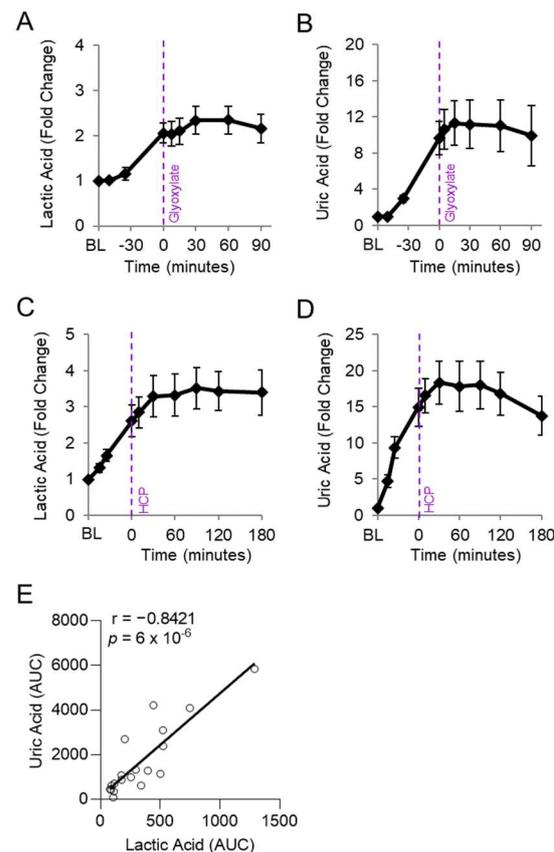 A
Lactic Acid (Fold Change)
4
3
2
1
0
Glyoxylate
BL -30 0 30 60 90
Time (minutes)
B
Uric Acid (Fold Change)
20
16
12
8
4
0
Glyoxylate
BL -30 0 30 60 90
Time (minutes)
C
Lactic Acid (Fold Change)
5
4
3
2
1
0
HCP
BL 0 60 120 180
Time (minutes)
D
Uric Acid (Fold Change)
25
20
15
10
5
0
HCP
BL 0 60 120 180
Time (minutes)
E
Uric Acid (AUC)
8000
6000
4000
2000
0
r = −0.8421
p = 6 x 10-6
0 500 1000 1500
Lactic Acid (AUC)